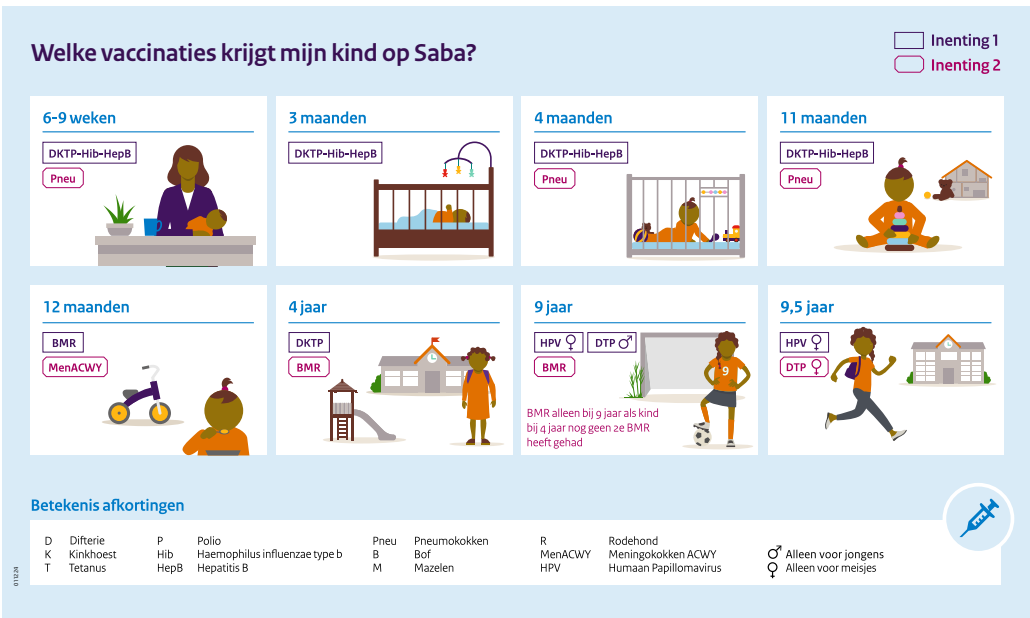 Welke vaccinaties krijgt mijn kind op Saba?
Inenting 1
Inenting 2
6-9 weken
DKTP-Hib-HepB
Pneu
3 maanden
DKTP-Hib-HepB
4 maanden
DKTP-Hib-HepB
Pneu
11 maanden
DKTP-Hib-HepB
Pneu
12 maanden
BMR
MenACWY
4 jaar
DKTP
BMR
9 jaar
HPV ♀ DTP ♂
BMR
BMR alleen bij 9 jaar als kind
bij 4 jaar nog geen 2e BMR
heeft gehad
9
9,5 jaar
HPV ♀
DTP ♀
Betekenis afkortingen
D Difterie
K Kinkhoest
T Tetanus
P Polio
Hib Haemophilus influenzae type b
HepB Hepatitis B
Pneu Pneumokokken
B Bof
M Mazelen
R Rodehond
MenACWY Meningokokken ACWY
HPV Humaan Papillomavirus
♂ Alleen voor jongens
♀ Alleen voor meisjes
011224